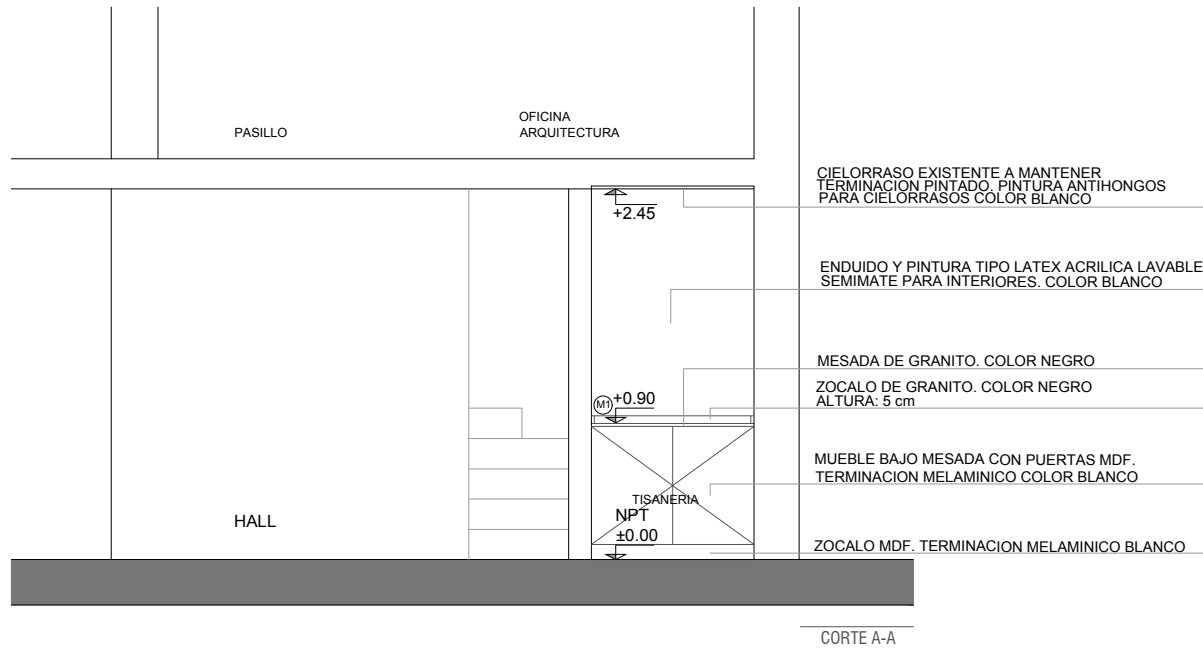 PASILLO
OFICINA
ARQUITECTURA
CIELORRASO EXISTENTE A MANTENER
TERMINACION PINTADO. PINTURA ANTIHONGOS
PARA CIELORRASOS COLOR BLANCO
+2.45
ENDUIDO Y PINTURA TIPO LATEX ACRILICA LAVABLE
SEMIMATE PARA INTERIORES. COLOR BLANCO
MESADA DE GRANITO. COLOR NEGRO
M1 +0.90
ZOCALO DE GRANITO. COLOR NEGRO
ALTURA: 5 cm
MUEBLE BAJO MESADA CON PUERTAS MDF.
TERMINACION MELAMINICO COLOR BLANCO
TISANERIA
HALL
NPT
±0.00
ZOCALO MDF. TERMINACION MELAMINICO BLANCO
CORTE A-A